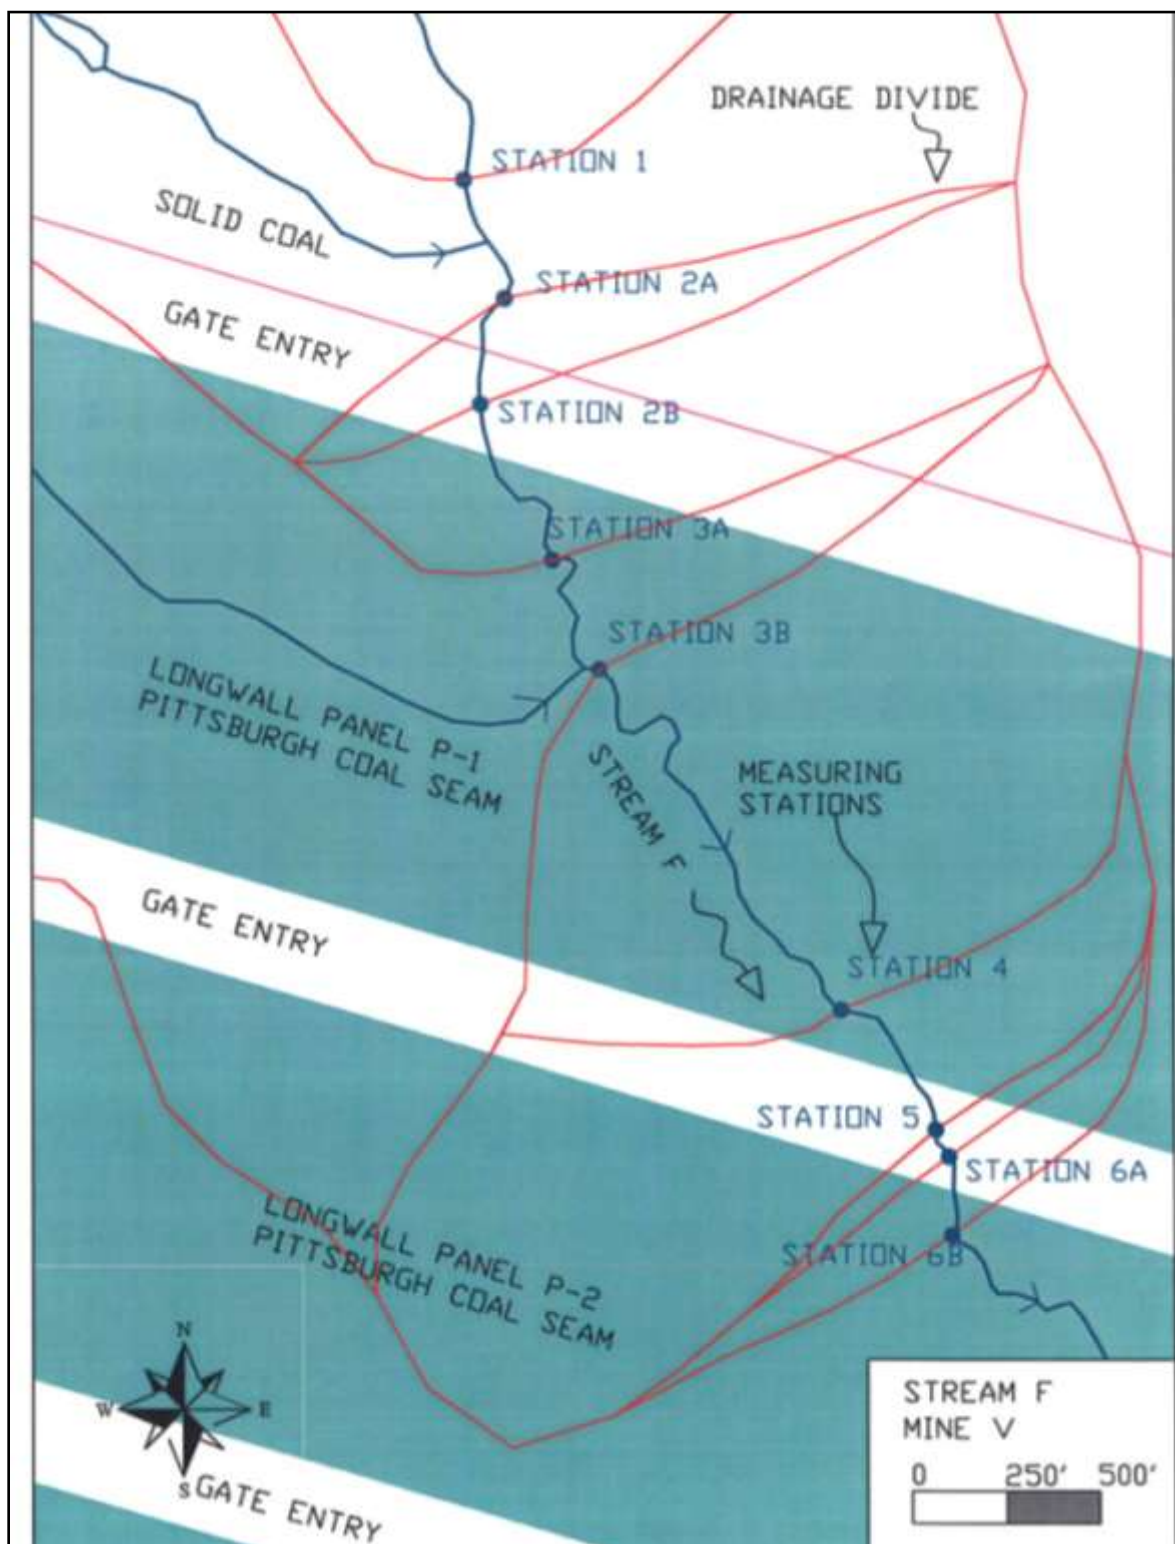 DRAINAGE DIVIDE
STATION 1
SOLID COAL
STATION 2A
GATE ENTRY
STATION 2B
STATION 3A
STATION 3B
LONGWALL PANEL P-1
PITTSBURGH COAL SEAM
STREAM F
MEASURING
STATIONS
GATE ENTRY
STATION 4
STATION 5
STATION 6A
LONGWALL PANEL P-2
PITTSBURGH COAL SEAM
STATION 6B
N
W
E
S
GATE ENTRY
STREAM F
MINE V
0 250' 500'